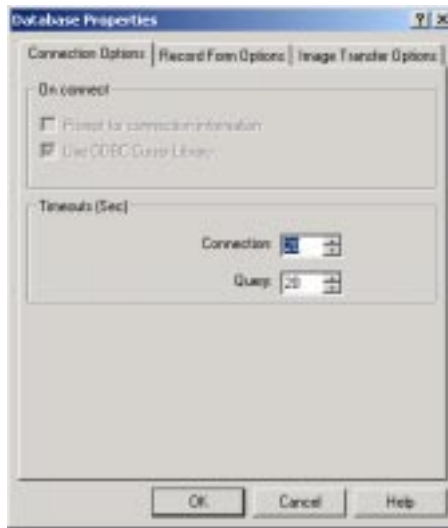 Database Properties
Connection Options
Record Form Options
Image Transfer Options
On connect
Prompt for connection information
Use ODBC Cursor Library
Timeouts (Sec)
Connection: 20
Query: 20
OK
Cancel
Help